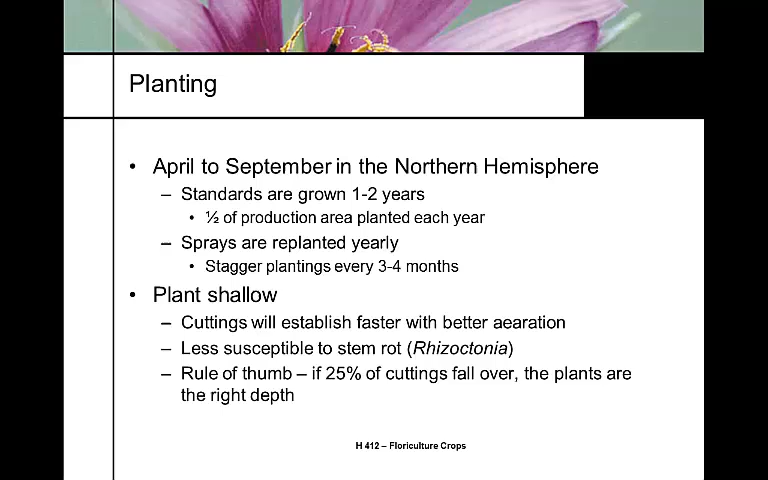 Planting
• April to September in the Northern Hemisphere
– Standards are grown 1-2 years
• ½ of production area planted each year
– Sprays are replanted yearly
• Stagger plantings every 3-4 months
• Plant shallow
– Cuttings will establish faster with better aearation
– Less susceptible to stem rot (Rhizoctonia)
– Rule of thumb – if 25% of cuttings fall over, the plants are
the right depth
H 412 – Floriculture Crops